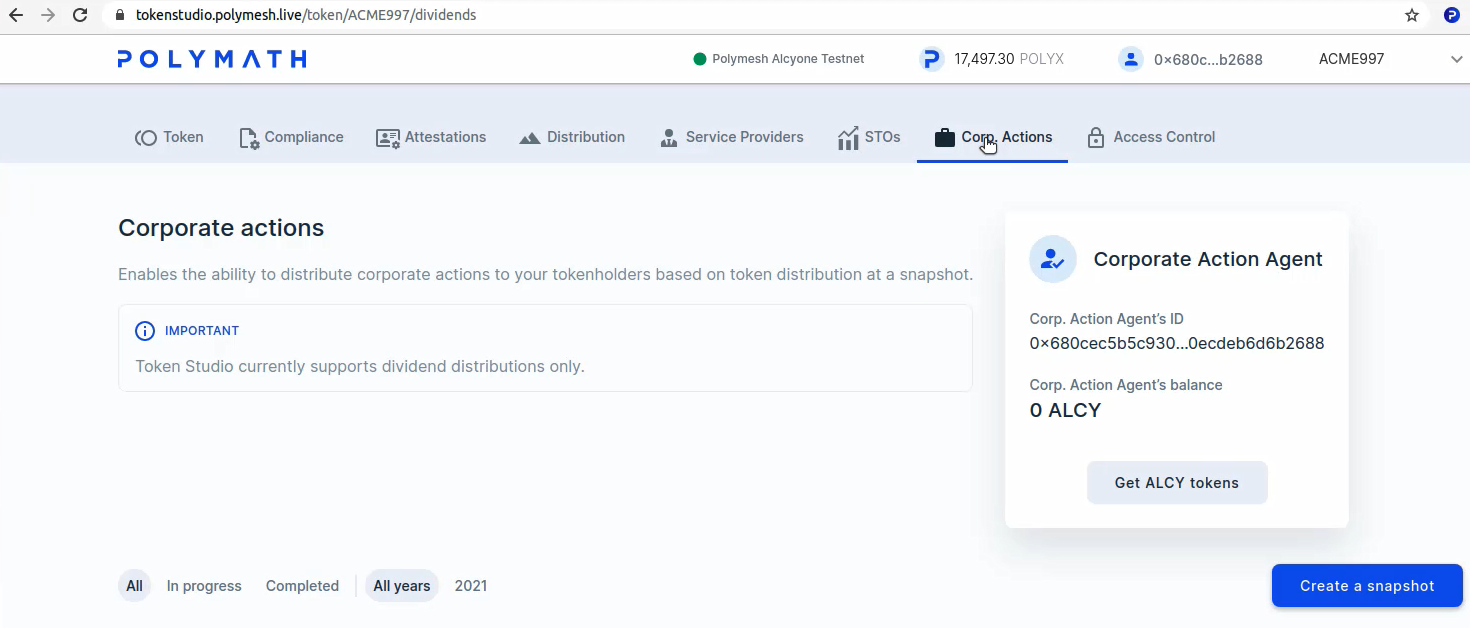 tokenstudio.polymesh.live/token/ACME997/dividends
POLYMATH
Polymesh Alcyone Testnet
17,497.30 POLYX
0x680c...b2688
ACME997
Token
Compliance
Attestations
Distribution
Service Providers
STOs
Corp. Actions
Access Control
Corporate actions
Enables the ability to distribute corporate actions to your tokenholders based on token distribution at a snapshot.
IMPORTANT
Token Studio currently supports dividend distributions only.
Corporate Action Agent
Corp. Action Agent's ID
0x680cec5b5c930...0ecdeb6d6b2688
Corp. Action Agent's balance
0 ALCY
Get ALCY tokens
All
In progress
Completed
All years
2021
Create a snapshot